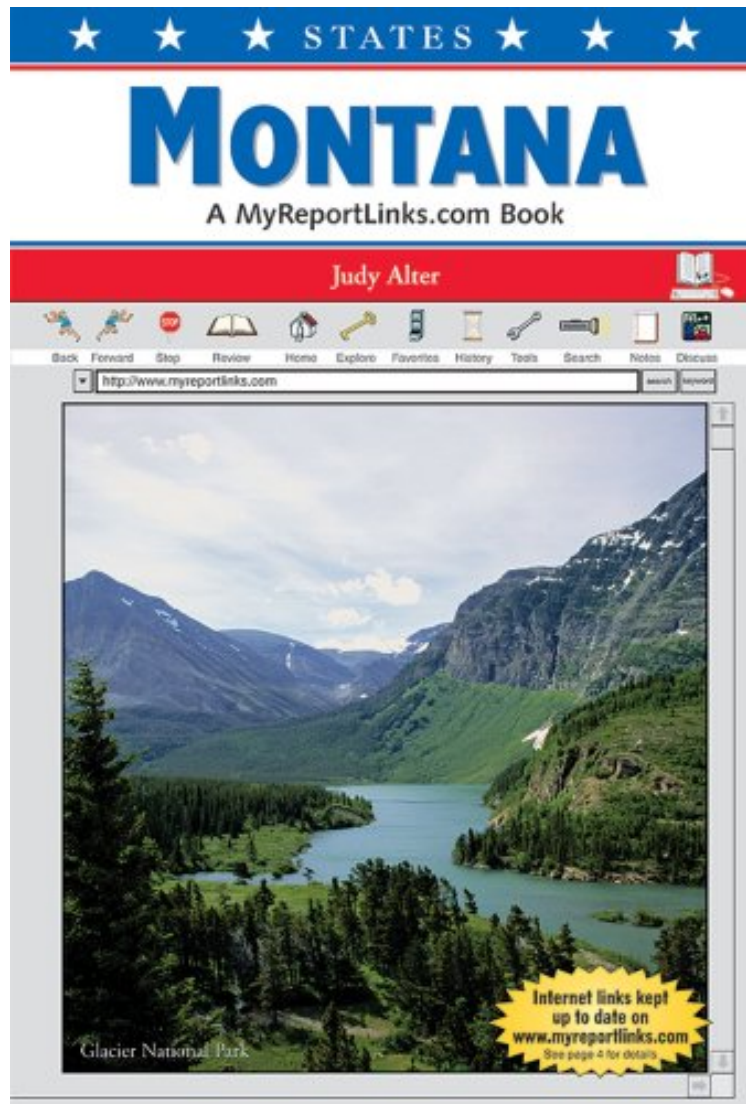 STATES
MONTANA
A MyReportLinks.com Book
Judy Alter
STOP
Back Forward Stop Review Home Explore Favorites History Tools Search Notes Discuss
http://www.myreportlinks.com search keyword
Internet links kept
up to date on
www.myreportlinks.com
See page 4 for details
Glacier National Park